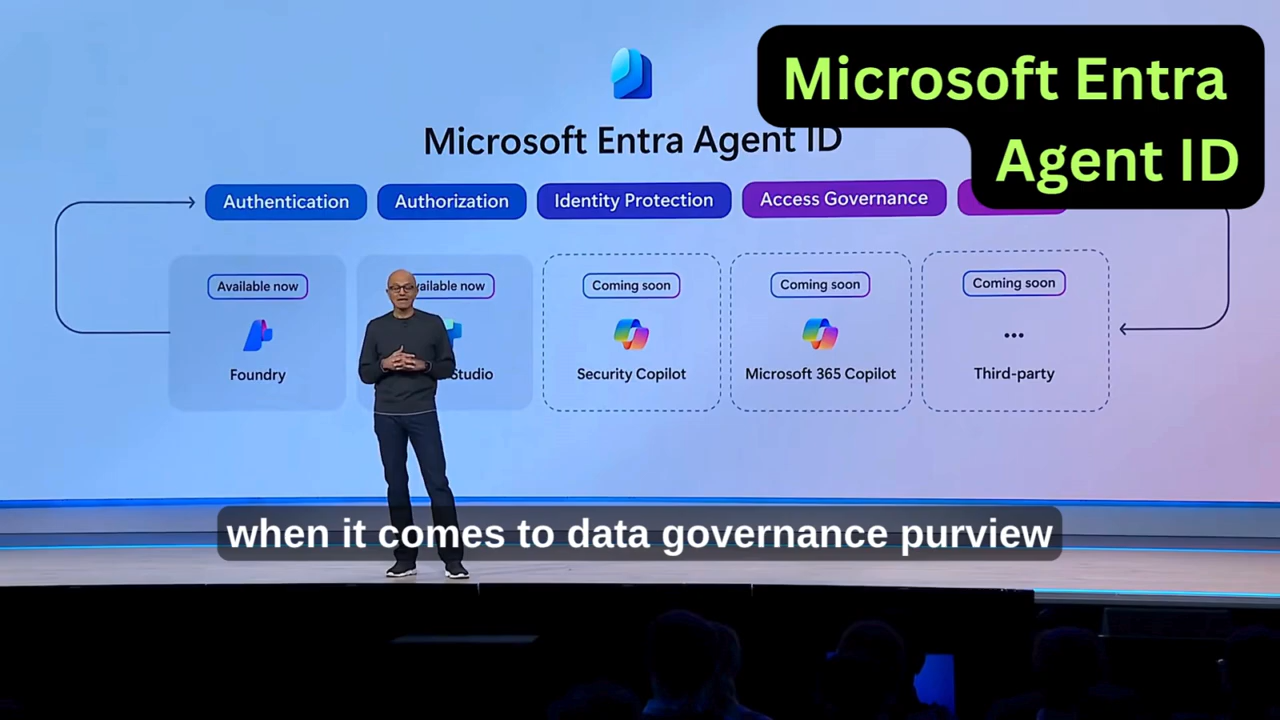 Microsoft Entra
Agent ID
Microsoft Entra Agent ID
Authentication
Authorization
Identity Protection
Access Governance
Available now
Foundry
now
Studio
Coming soon
Security Copilot
Coming soon
Microsoft 365 Copilot
Coming soon
...
Third-party
when it comes to data governance purview